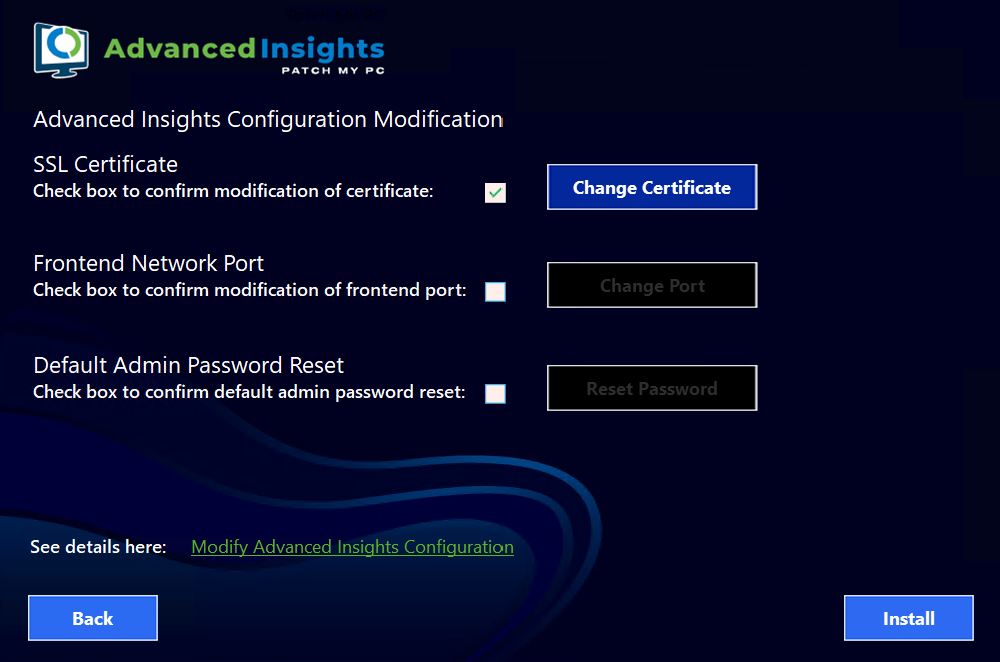 Advanced Insights
PATCH MY PC
Advanced Insights Configuration Modification
SSL Certificate
Check box to confirm modification of certificate:
Change Certificate
Frontend Network Port
Check box to confirm modification of frontend port:
Change Port
Default Admin Password Reset
Check box to confirm default admin password reset:
Reset Password
See details here: Modify Advanced Insights Configuration
Back
Install